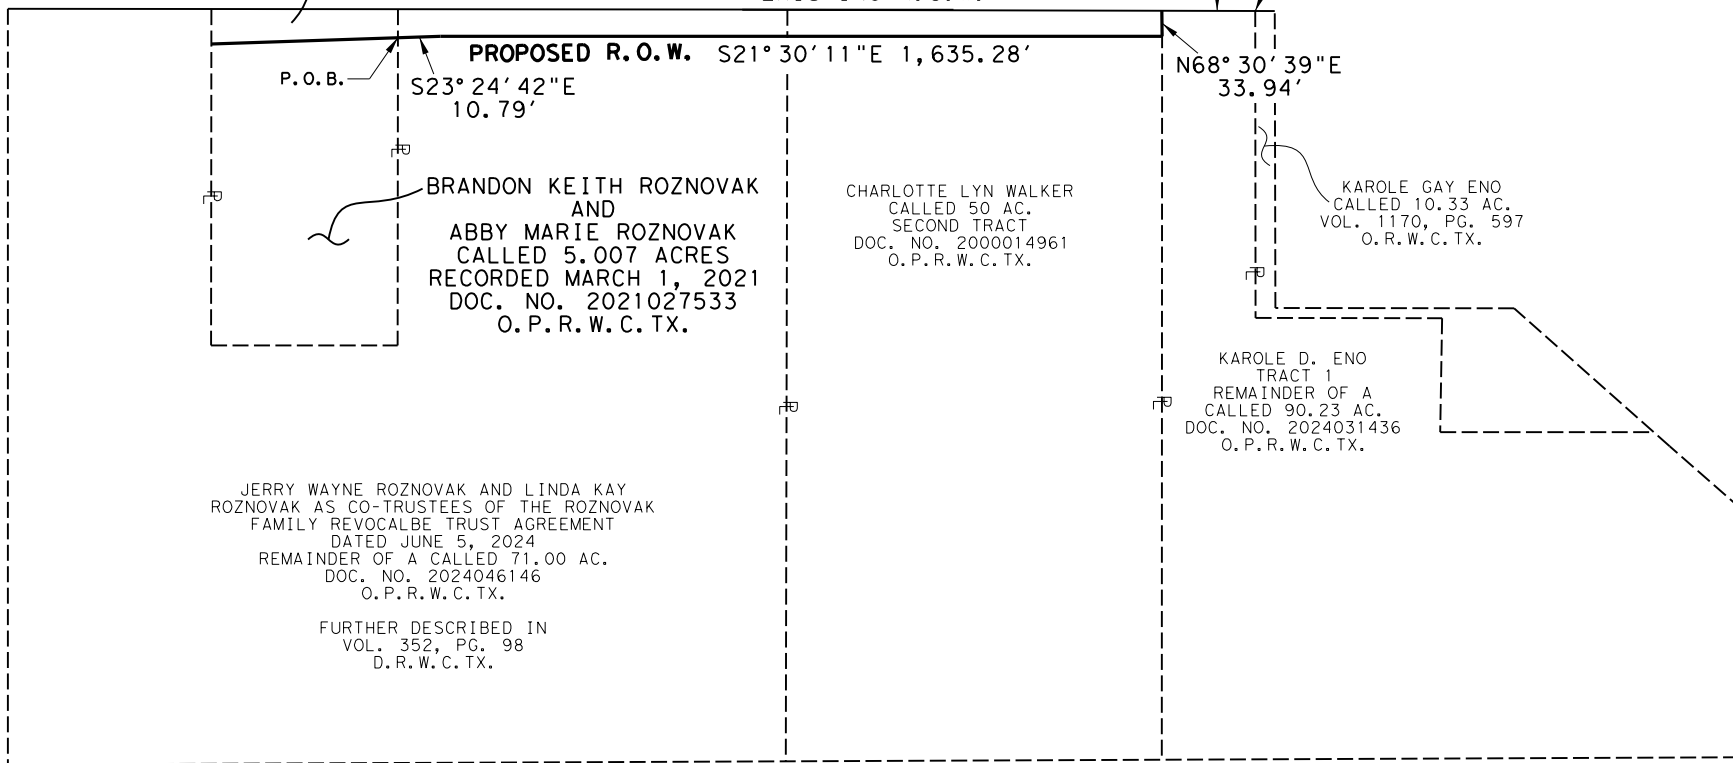 PROPOSED R.O.W. S21°30'11"E 1,635.28'
P.O.B.
S23°24'42"E
10.79'
N68°30'39"E
33.94'
BRANDON KEITH ROZNOVAK
AND
ABBY MARIE ROZNOVAK
CALLED 5.007 ACRES
RECORDED MARCH 1, 2021
DOC. NO. 2021027533
O.P.R.W.C.TX.
CHARLOTTE LYN WALKER
CALLED 50 AC.
SECOND TRACT
DOC. NO. 2000014961
O.P.R.W.C.TX.
KAROLE GAY ENO
CALLED 10.33 AC.
VOL. 1170, PG. 597
O.R.W.C.TX.
KAROLE D. ENO
TRACT 1
REMAINDER OF A
CALLED 90.23 AC.
DOC. NO. 2024031436
O.P.R.W.C.TX.
JERRY WAYNE ROZNOVAK AND LINDA KAY
ROZNOVAK AS CO-TRUSTEES OF THE ROZNOVAK
FAMILY REVOCALBE TRUST AGREEMENT
DATED JUNE 5, 2024
REMAINDER OF A CALLED 71.00 AC.
DOC. NO. 2024046146
O.P.R.W.C.TX.
FURTHER DESCRIBED IN
VOL. 352, PG. 98
D.R.W.C.TX.